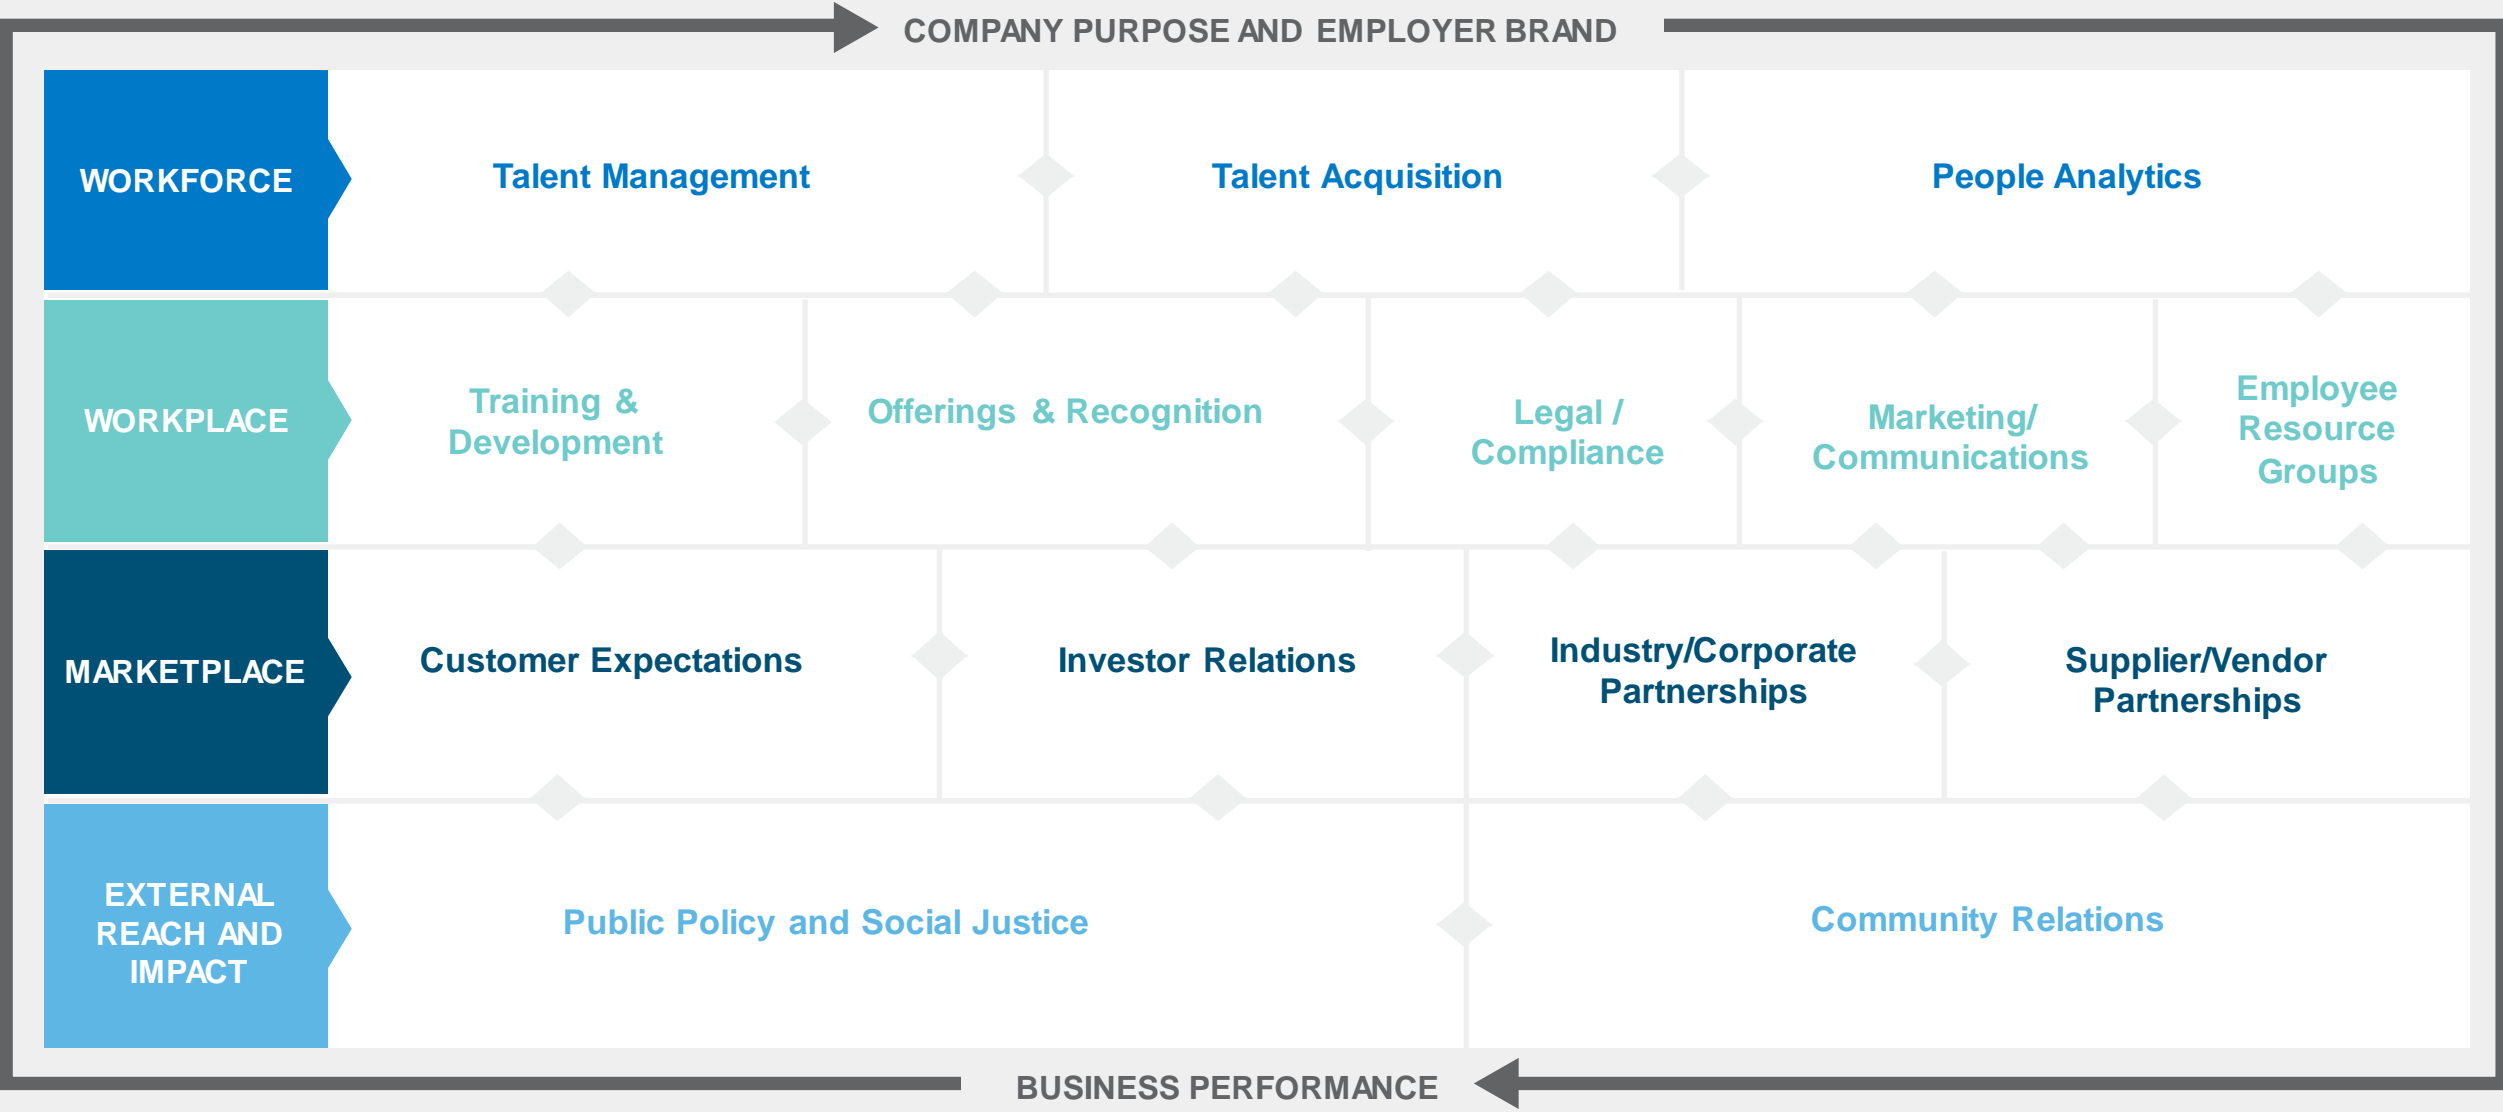 COMPANY PURPOSE AND EMPLOYER BRAND
WORKFORCE
Talent Management
Talent Acquisition
People Analytics
WORKPLACE
Training &
Development
Offerings & Recognition
Legal /
Compliance
Marketing/
Communications
Employee
Resource
Groups
MARKETPLACE
Customer Expectations
Investor Relations
Industry/Corporate
Partnerships
Supplier/Vendor
Partnerships
EXTERNAL
REACH AND
IMPACT
Public Policy and Social Justice
Community Relations
BUSINESS PERFORMANCE